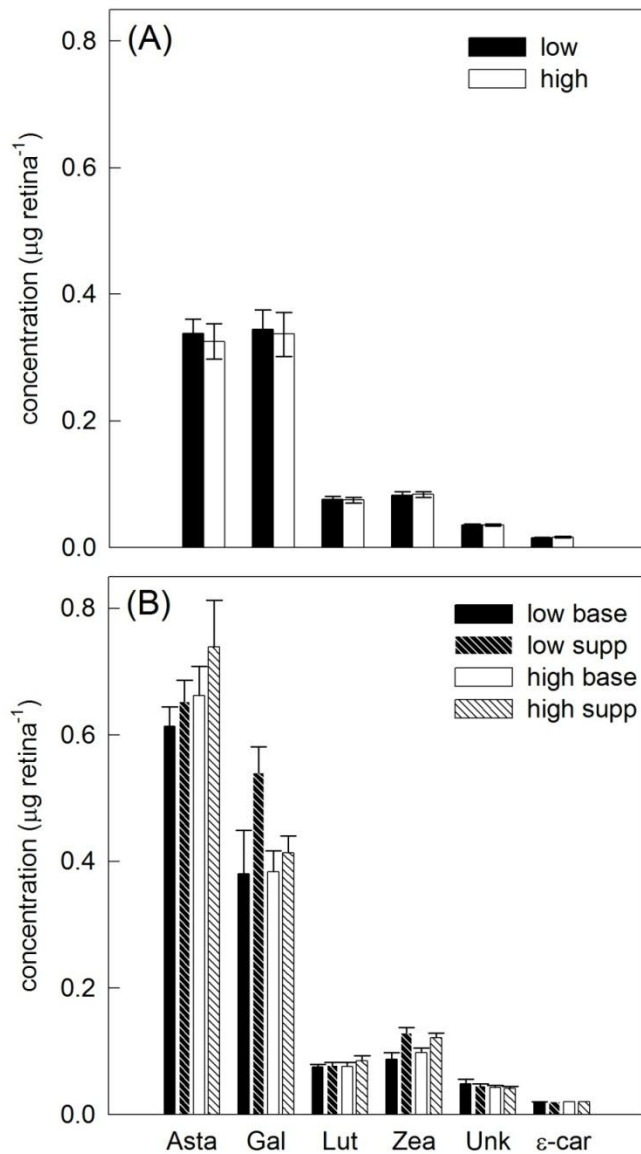 (A)
low
high
concentration (μg retina⁻¹)
0.8
0.6
0.4
0.2
0.0
(B)
low base
low supp
high base
high supp
concentration (μg retina⁻¹)
0.8
0.6
0.4
0.2
0.0
Asta Gal Lut Zea Unk ε-car